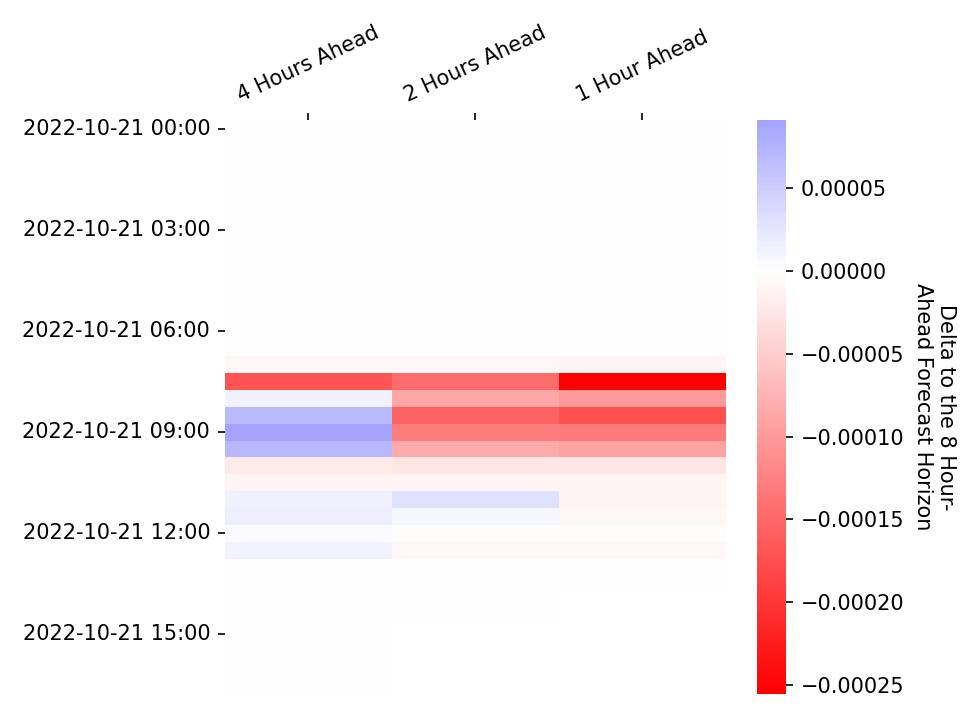 4 Hours Ahead
2 Hours Ahead
1 Hour Ahead
2022-10-21 00:00
2022-10-21 03:00
2022-10-21 06:00
2022-10-21 09:00
2022-10-21 12:00
2022-10-21 15:00
0.00005
0.00000
−0.00005
−0.00010
−0.00015
−0.00020
−0.00025
Delta to the 8 Hour-
Ahead Forecast Horizon